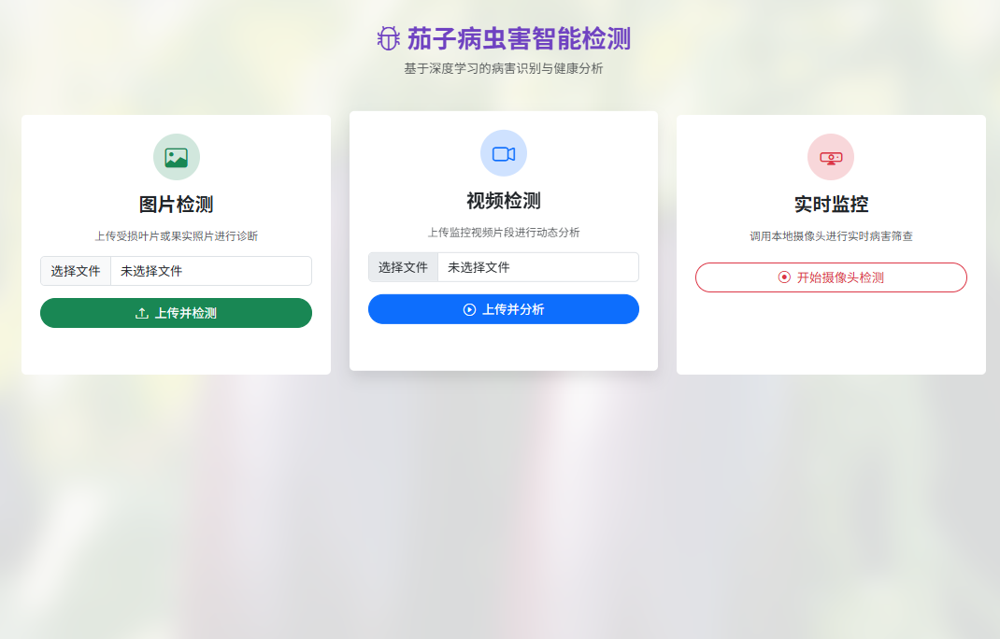 茄子病虫害智能检测
基于深度学习的病害识别与健康分析
图片检测
上传受损叶片或果实照片进行诊断
选择文件 未选择文件
上传并检测
视频检测
上传监控视频片段进行动态分析
选择文件 未选择文件
上传并分析
实时监控
调用本地摄像头进行实时病害筛查
开始摄像头检测